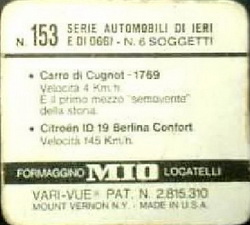 N. 153 SERIE AUTOMOBILI DI IERI
E DI OGGI - N. 6 SOGGETTI
• Carro di Cugnot - 1769
Velocità 4 Km/h.
È il primo mezzo "semovente"
della storia.
• Citroën ID 19 Berlina Confort
Velocità 145 Km/h.
FORMAGGINO MIO LOCATELLI
VARI-VUE® PAT. N. 2.815.310
MOUNT VERNON N.Y. - MADE IN U.S.A.